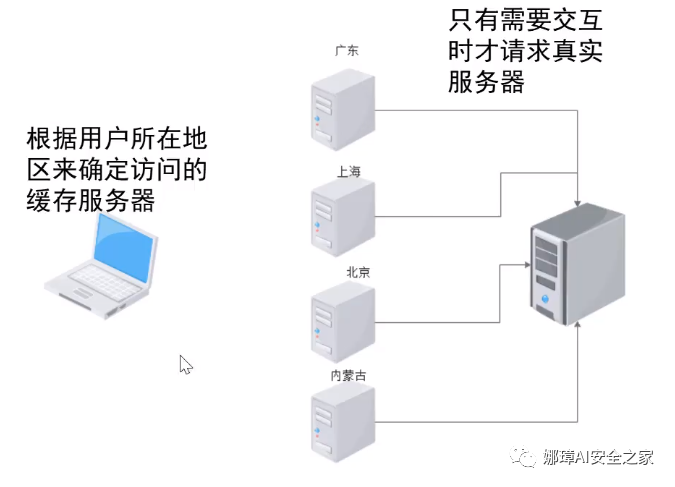 只有需要交互
时才请求真实
服务器
广东
根据用户所在地
区来确定访问的
缓存服务器
上海
北京
内蒙古
娜璋AI安全之家